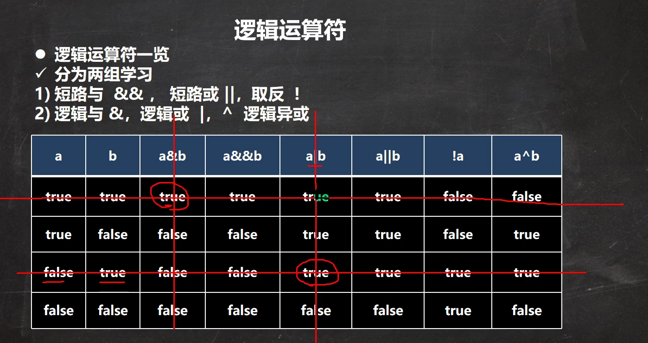 逻辑运算符
● 逻辑运算符一览
✓ 分为两组学习
1) 短路与 && ， 短路或 ||，取反 ！
2) 逻辑与 &，逻辑或 |，^ 逻辑异或
a b a&b a&&b a|b a||b !a a^b
true true true true true true false false
true false false false true true false true
false true false false true true true true
false false false false false false true false